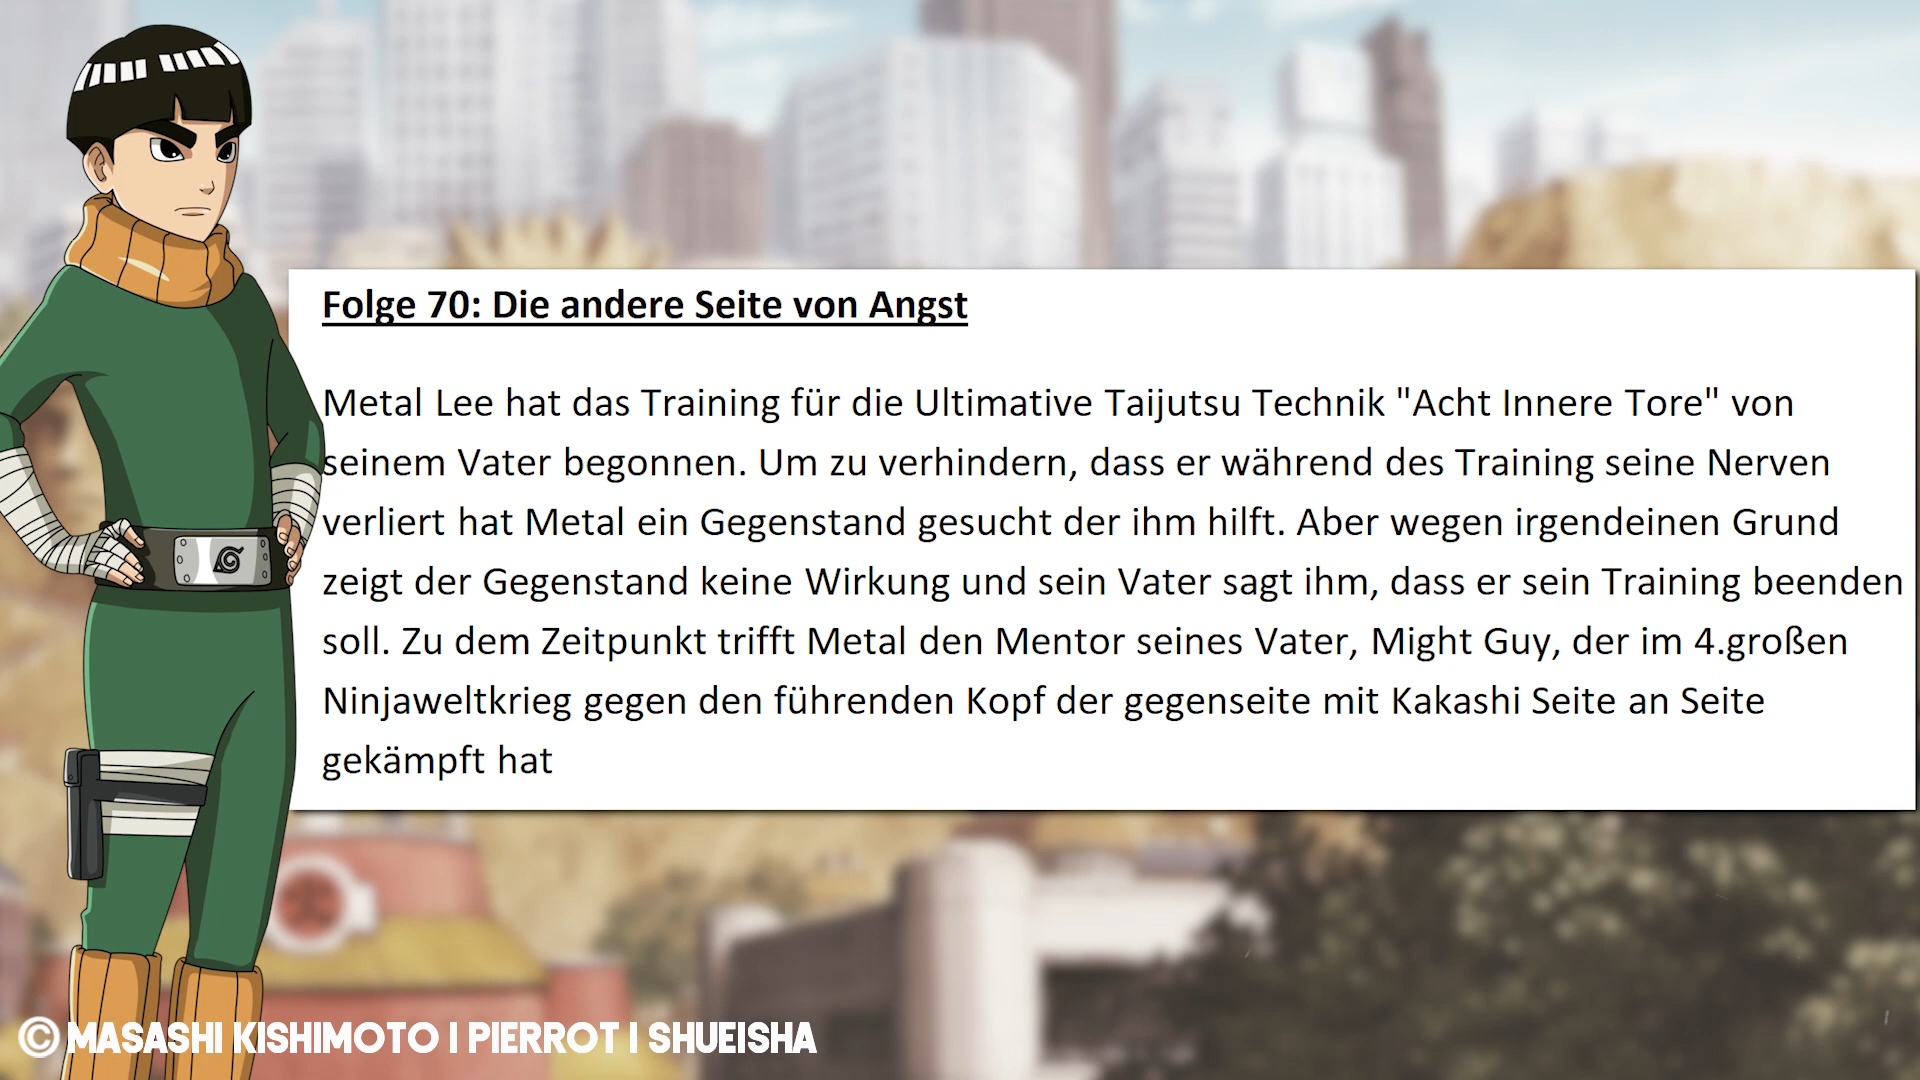 Folge 70: Die andere Seite von Angst
Metal Lee hat das Training für die Ultimative Taijutsu Technik "Acht Innere Tore" von
seinem Vater begonnen. Um zu verhindern, dass er während des Training seine Nerven
verliert hat Metal ein Gegenstand gesucht der ihm hilft. Aber wegen irgendeinen Grund
zeigt der Gegenstand keine Wirkung und sein Vater sagt ihm, dass er sein Training beenden
soll. Zu dem Zeitpunkt trifft Metal den Mentor seines Vater, Might Guy, der im 4.großen
Ninjaweltkrieg gegen den führenden Kopf der gegenseite mit Kakashi Seite an Seite
gekämpft hat
© MASASHI KISHIMOTO | PIERROT | SHUEISHA